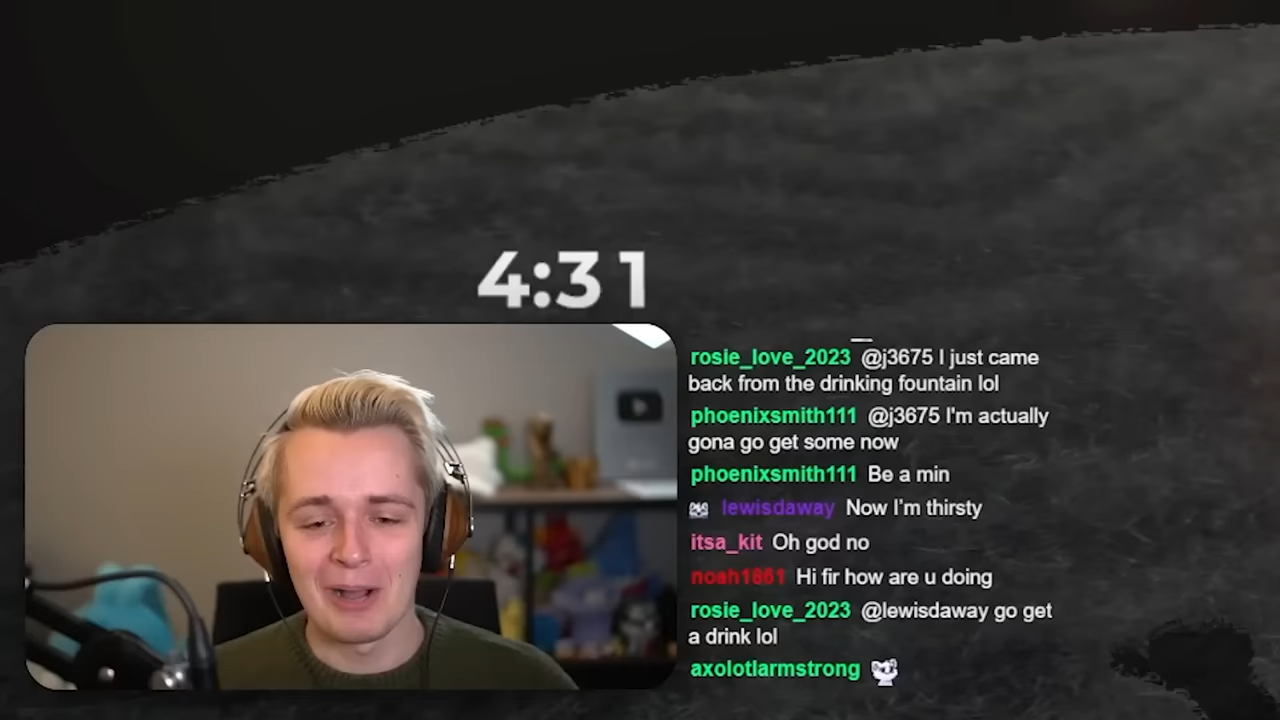 4:31
rosie_love_2023 @j3675 I just came
back from the drinking fountain lol
phoenixsmith111 @j3675 I'm actually
gona go get some now
phoenixsmith111 Be a min
lewisdaway Now I'm thirsty
itsa_kit Oh god no
noah1861 Hi fir how are u doing
rosie_love_2023 @lewisdaway go get
a drink lol
axolotlarmstrong